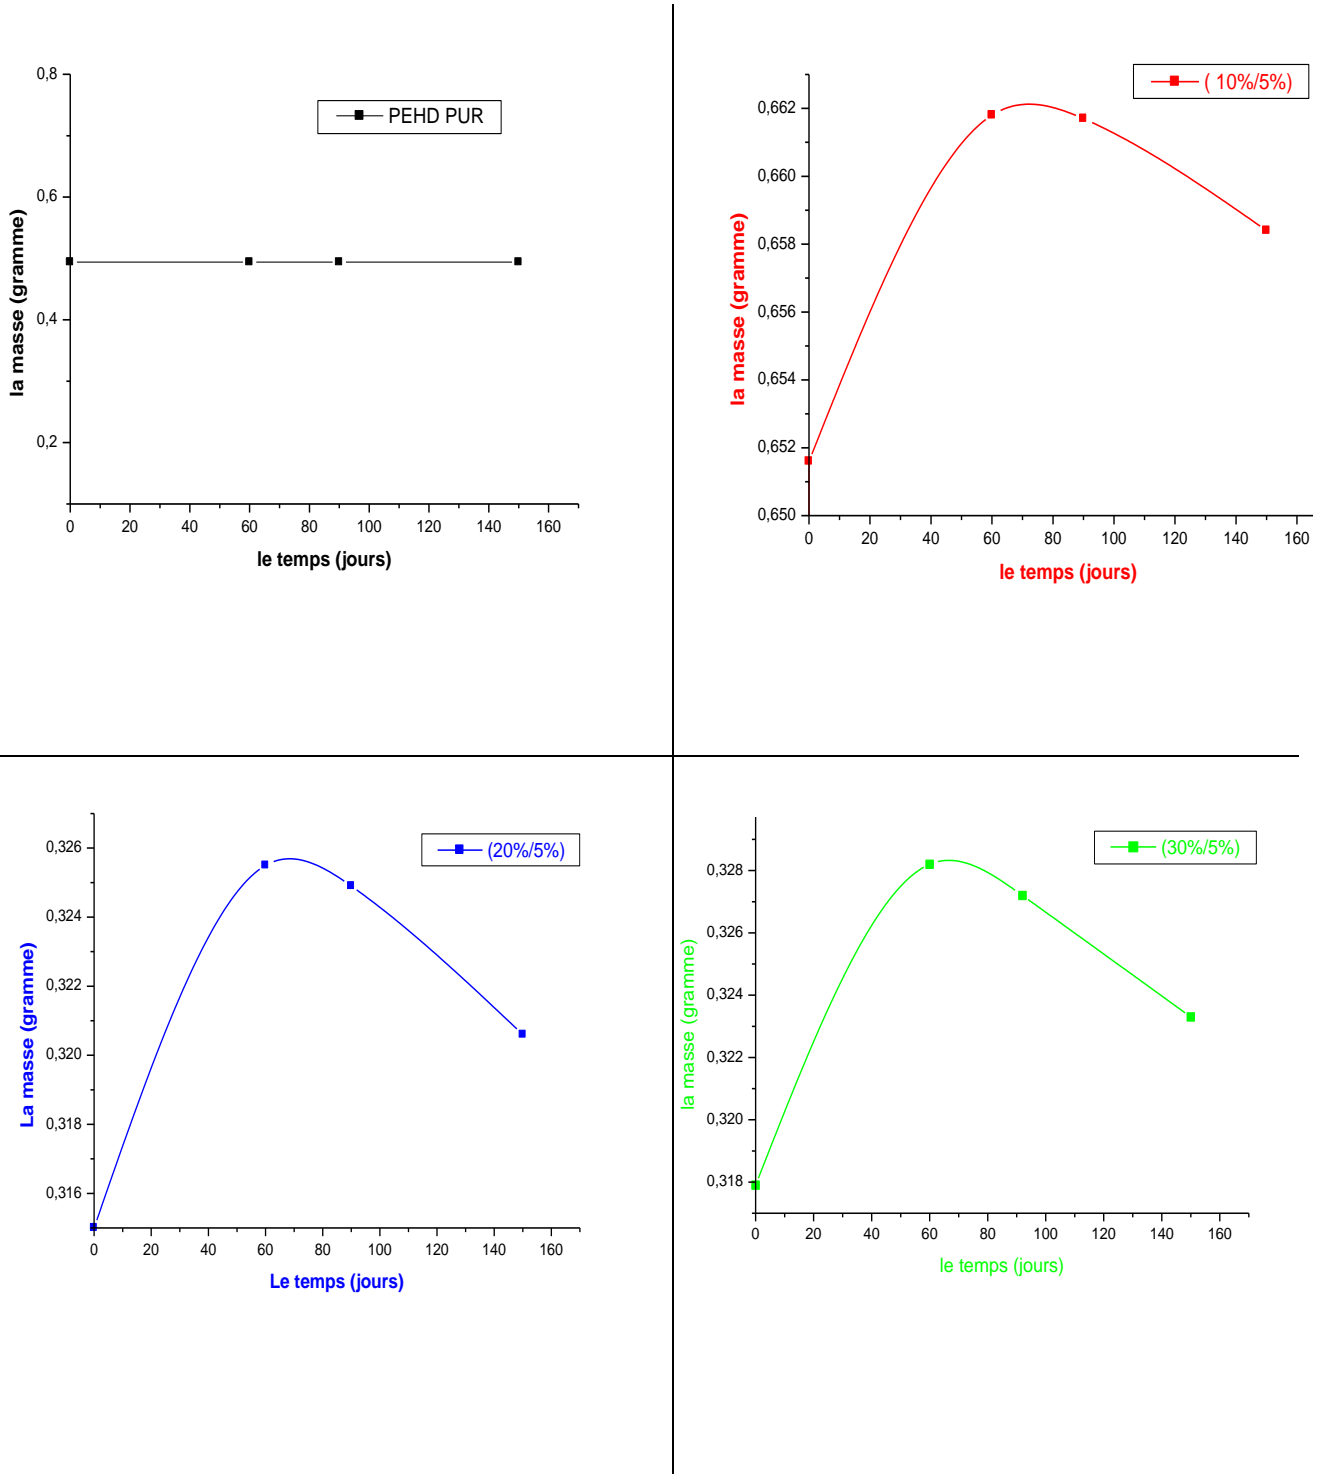 PEHD PUR
0,8
0,6
0,4
0,2
la masse (gramme)
0 20 40 60 80 100 120 140 160
le temps (jours)
( 10%/5%)
0,662
0,660
0,658
0,656
0,654
0,652
0,650
la masse (gramme)
0 20 40 60 80 100 120 140 160
le temps (jours)
(20%/5%)
0,326
0,324
0,322
0,320
0,318
0,316
La masse (gramme)
0 20 40 60 80 100 120 140 160
Le temps (jours)
(30%/5%)
0,328
0,326
0,324
0,322
0,320
0,318
la masse (gramme)
0 20 40 60 80 100 120 140 160
le temps (jours)